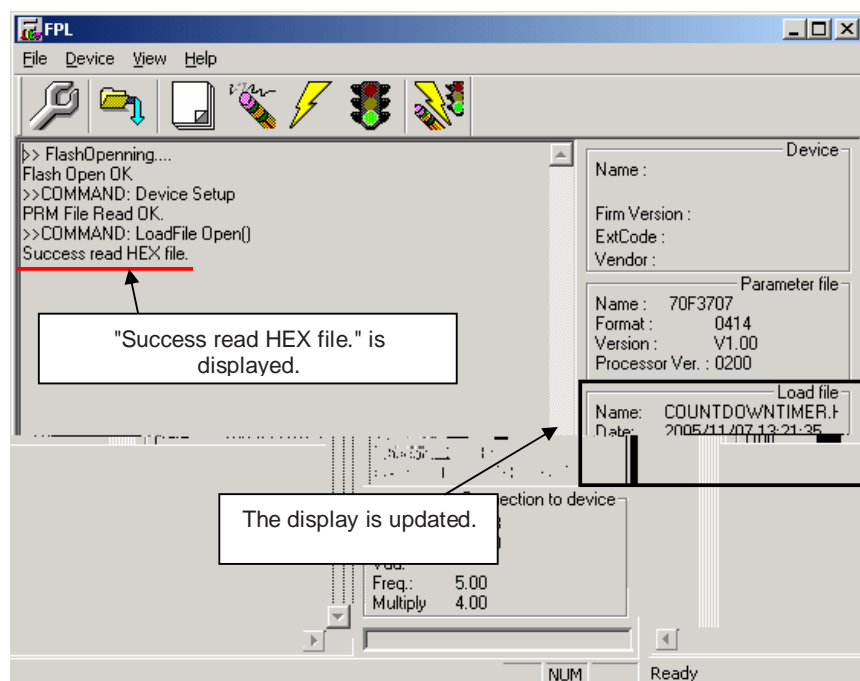 FPL
File Device View Help
>> FlashOpenning....
Flash Open OK
>>COMMAND: Device Setup
PRM File Read OK.
>>COMMAND: LoadFile Open()
Success read HEX file.
"Success read HEX file." is
displayed.
Device
Name :
Firm Version :
ExtCode :
Vendor :
Parameter file
Name : 70F3707
Format : 0414
Version : V1.00
Processor Ver. : 0200
Load file
Name: COUNTDOWNTIMER.H
Date: 2005/11/07 13:21:35
The display is updated.
ection to device
Vdd:
Freq.: 5.00
Multiply 4.00
NUM
Ready